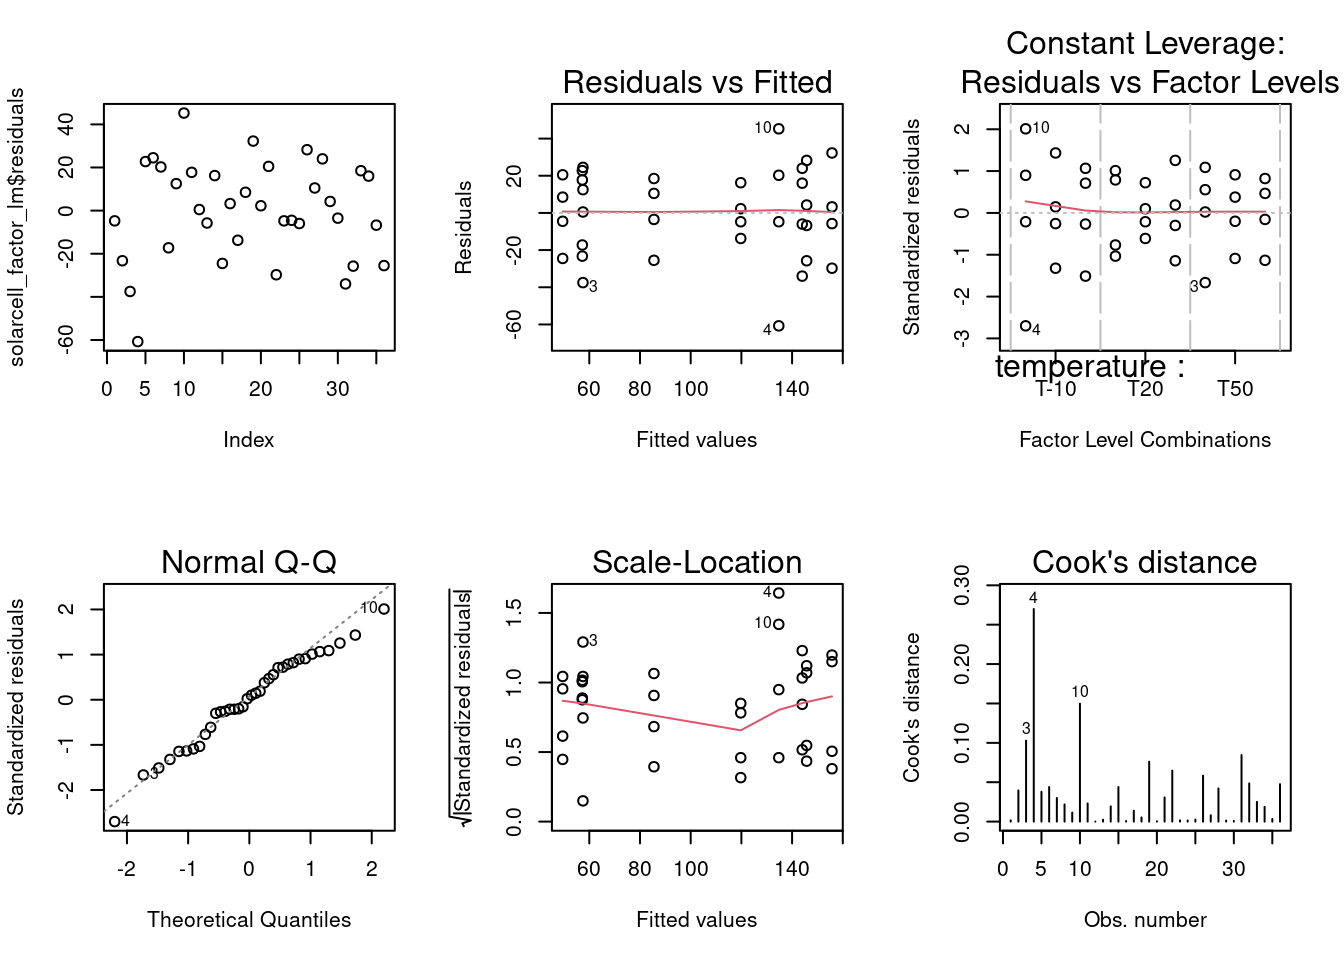 solarcell_factor_lm$residuals
40
20
0
-20
-60
0 5 10 20 30
Index
Residuals vs Fitted
Residuals
20
-20
-60
10
3
4
60 80 100 140
Fitted values
Constant Leverage:
Residuals vs Factor Levels
Standardized residuals
2
1
0
-1
-2
-3
10
3
4
temperature :
T-10 T20 T50
Factor Level Combinations
Normal Q-Q
Standardized residuals
2
1
0
-1
-2
10
3
4
-2 -1 0 1 2
Theoretical Quantiles
Scale-Location
√|Standardized residuals|
1.5
1.0
0.5
0.0
4
10
3
60 80 100 140
Fitted values
Cook's distance
Cook's distance
0.30
0.10
0.00
4
10
3
0 5 10 20 30
Obs. number